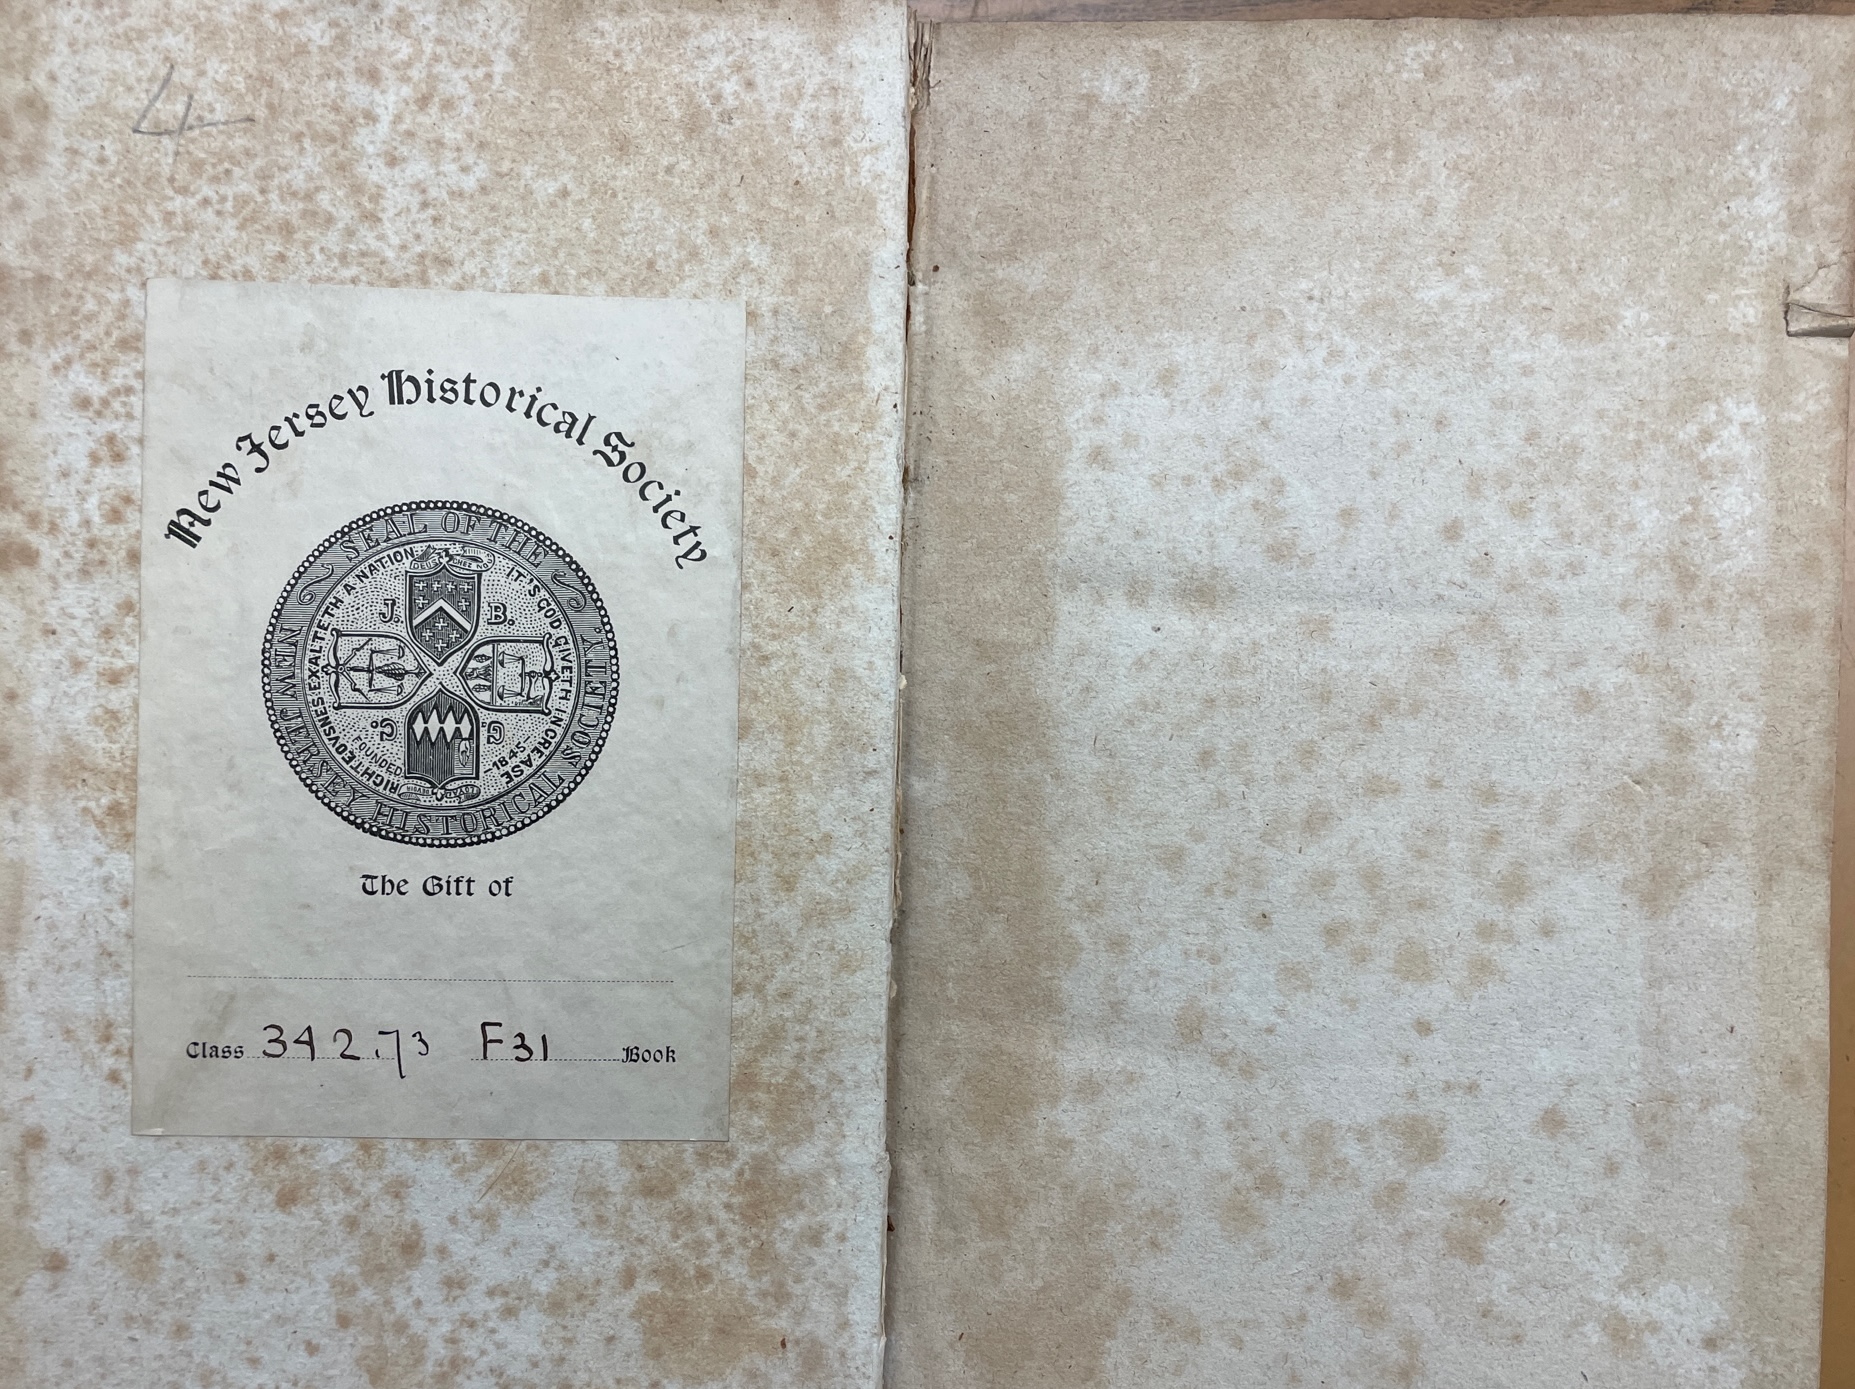 4
New Jersey Historical Society
SEAL OF THE
NEW JERSEY HISTORICAL SOCIETY.
RIGHTEOVSNES EXALTETH A NATION
IT'S GOD GIVETH INCREASE
J. B.
G. C.
FOUNDED 1845
The Gift of
Class 342.73 F31 Book